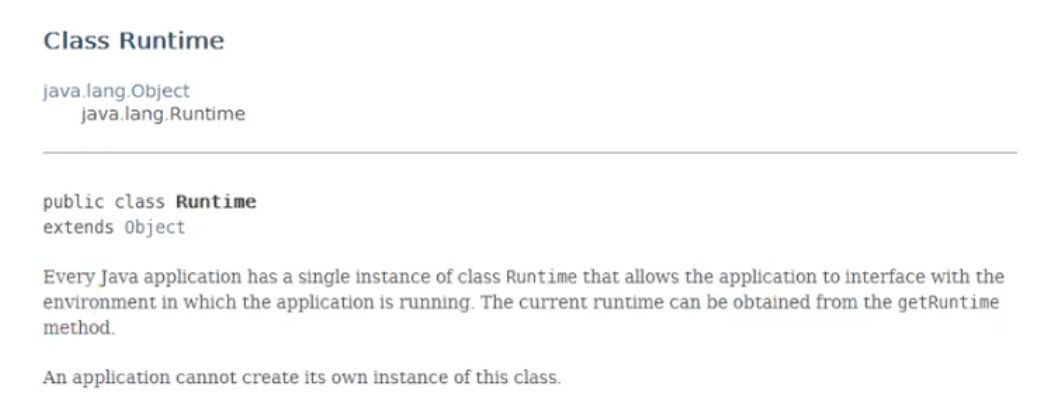 Class Runtime
java.lang.Object
java.lang.Runtime
public class Runtime
extends Object
Every Java application has a single instance of class Runtime that allows the application to interface with the
environment in which the application is running. The current runtime can be obtained from the getRuntime
method.
An application cannot create its own instance of this class.